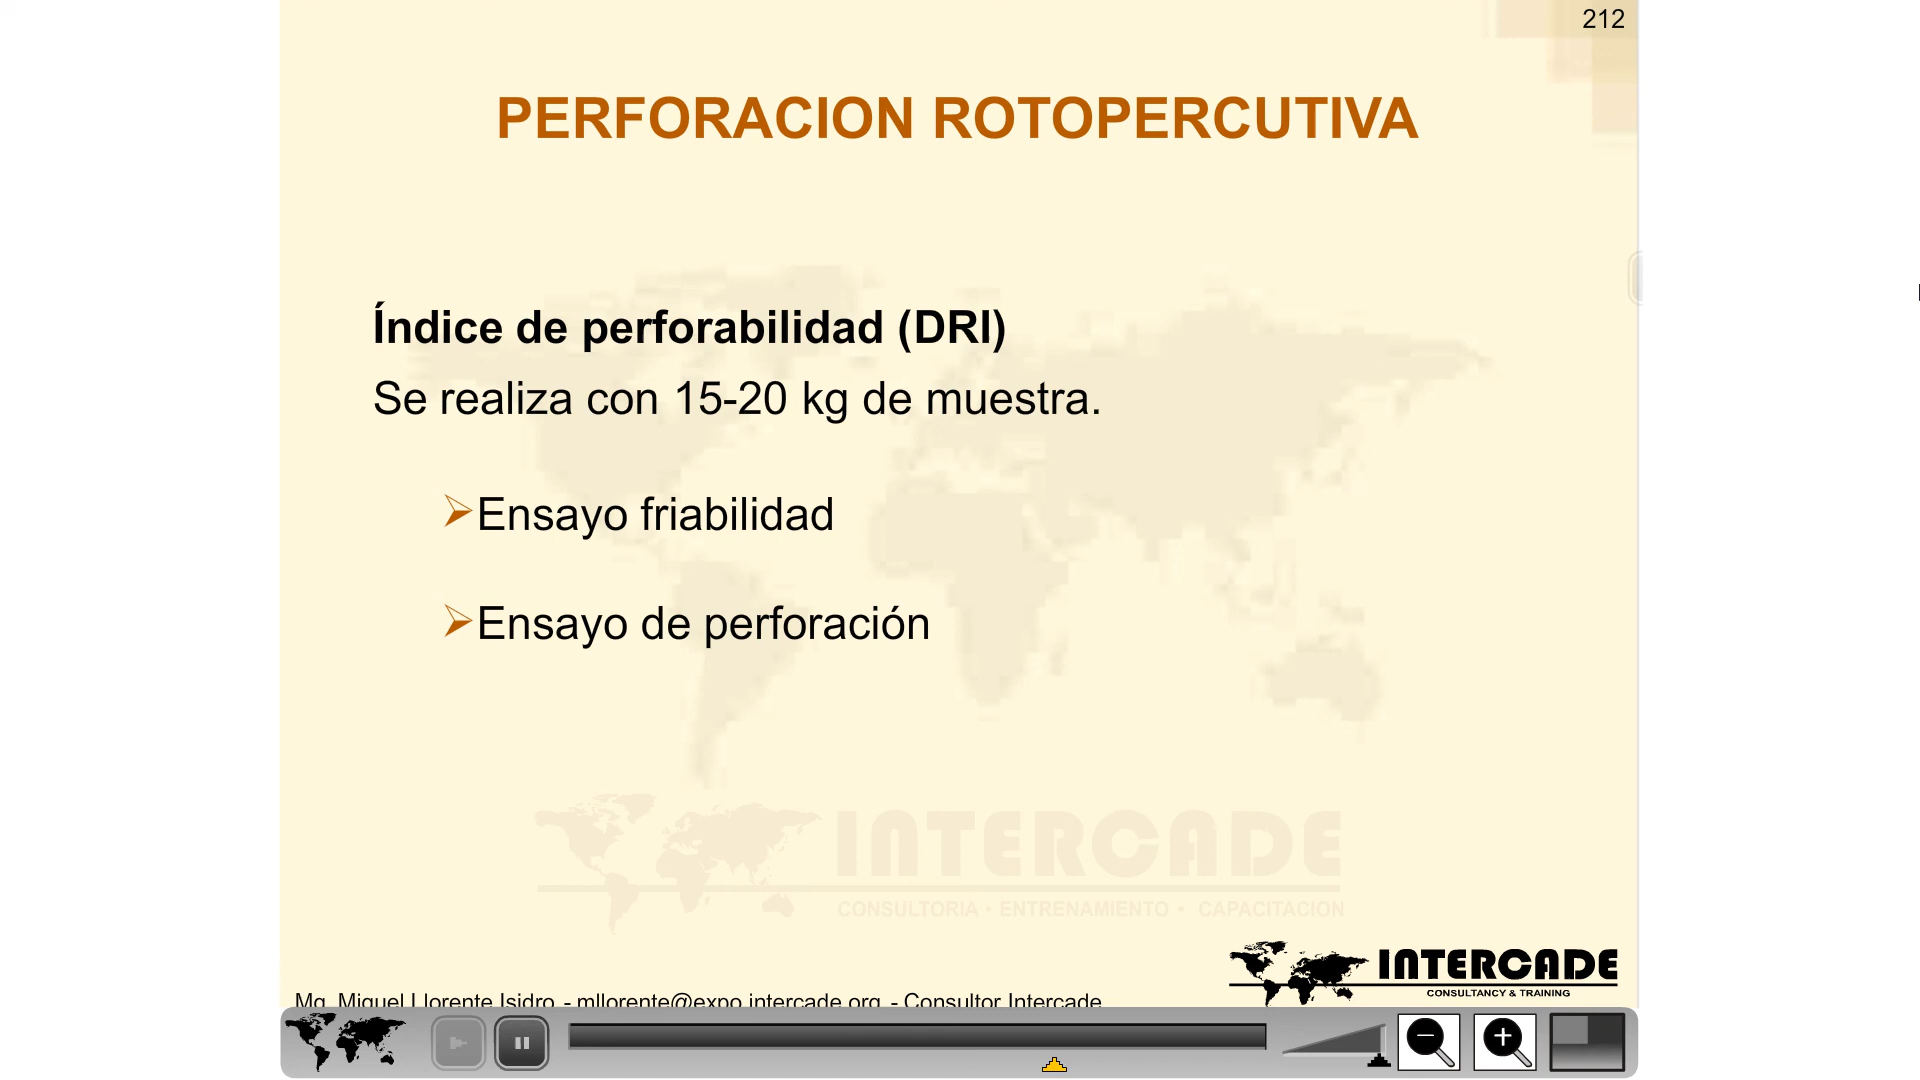 212
PERFORACION ROTOPERCUTIVA
Índice de perforabilidad (DRI)
Se realiza con 15-20 kg de muestra.
Ensayo friabilidad
Ensayo de perforación
INTERCADE
CONSULTORIA • ENTRENAMIENTO • CAPACITACION
INTERCADE
CONSULTANCY & TRAINING
Mg. Miguel Llorente Isidro - mllorente@expo.intercade.org - Consultor Intercade